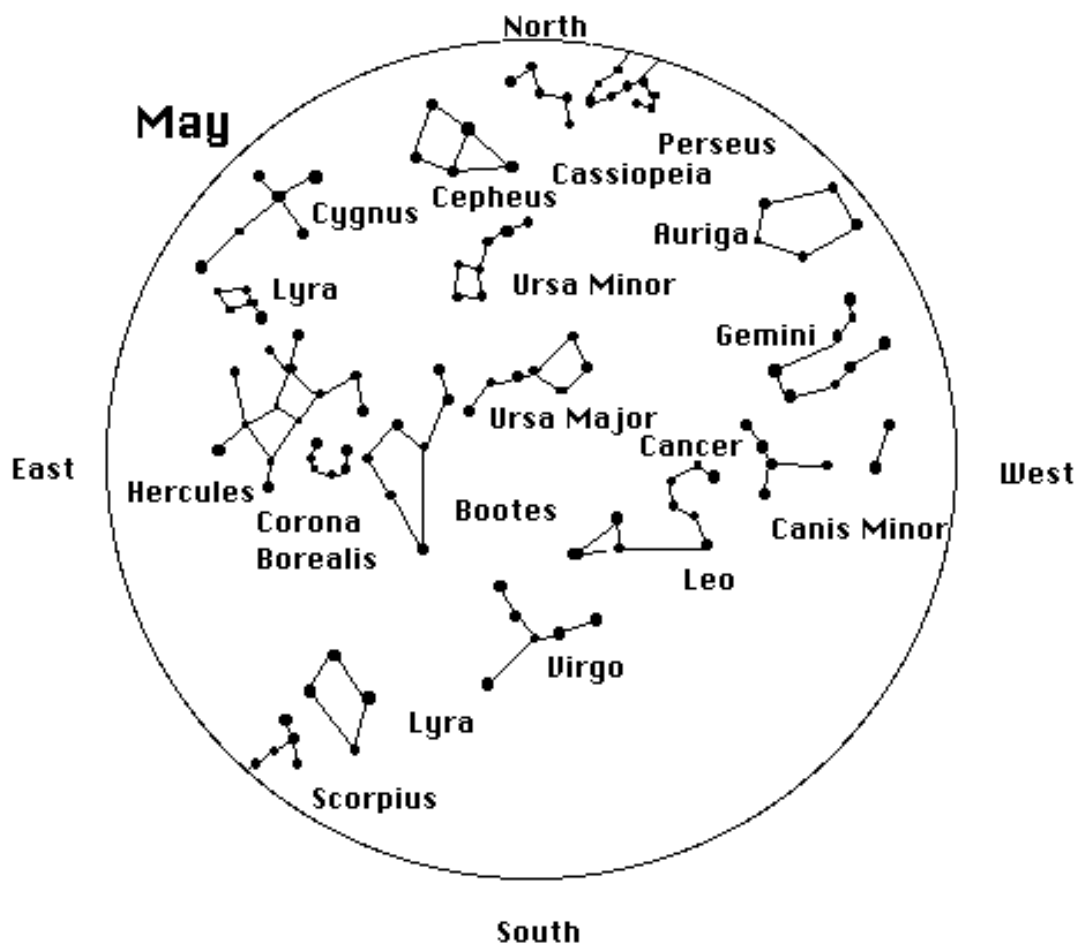 North
May
Perseus
Cassiopeia
Cepheus
Cygnus
Auriga
Ursa Minor
Lyra
Gemini
Ursa Major
Cancer
East
West
Hercules
Bootes
Canis Minor
Corona
Borealis
Leo
Virgo
Lyra
Scorpius
South